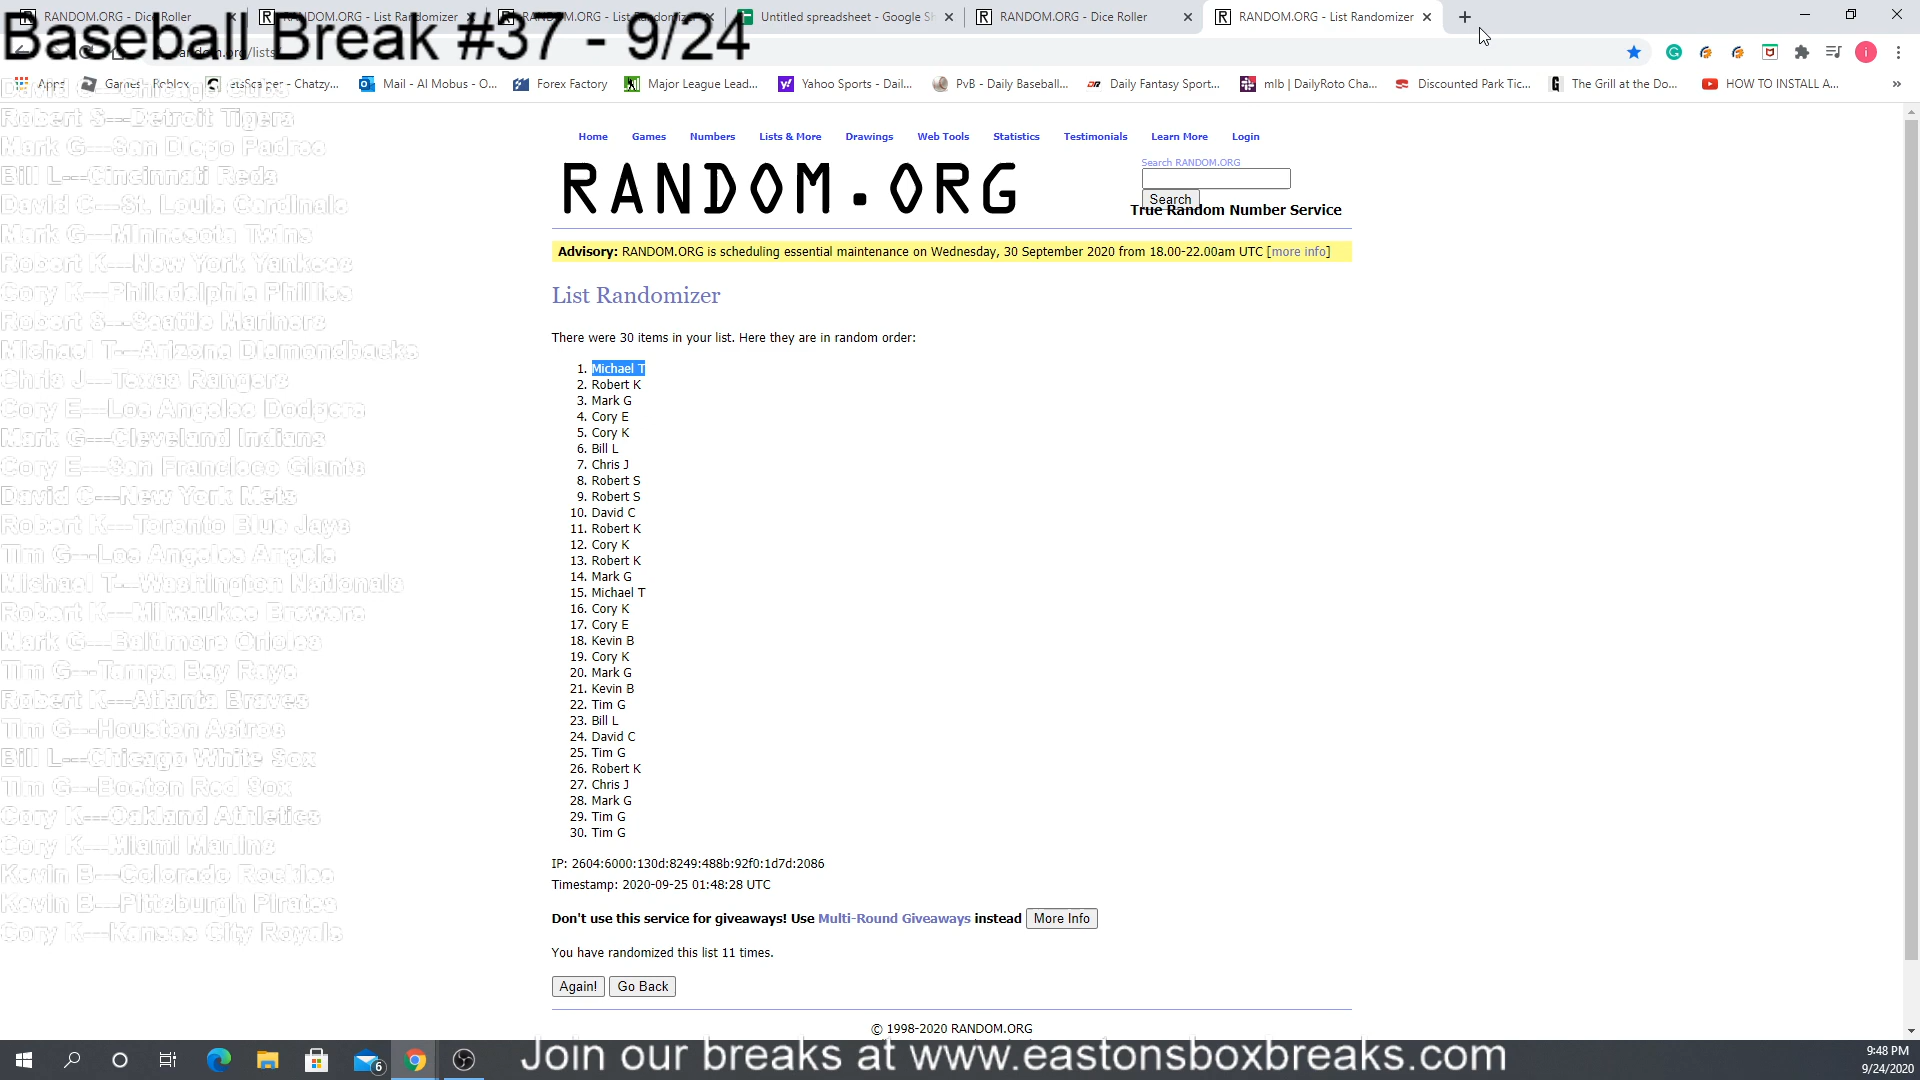 Baseball Break #37 - 9/24
RANDOM.ORG - Dice Roller
RANDOM.ORG - List Randomizer
RANDOM.ORG - List Randomizer
Untitled spreadsheet - Google Sh
RANDOM.ORG - Dice Roller
RANDOM.ORG - List Randomizer
random.org/lists/
Apps
Games - Roblox
Mail - Al Mobus - O...
Forex Factory
Major League Lead...
Yahoo Sports - Dail...
PvB - Daily Baseball...
Daily Fantasy Sport...
mlb | DailyRoto Cha...
Discounted Park Tic...
The Grill at the Do...
HOW TO INSTALL A...
David C---Chicago Cubs
Robert S---Detroit Tigers
Mark G---San Diego Padres
Bill L---Cincinnati Reds
David C---St. Louis Cardinals
Mark G---Minnesota Twins
Robert K---New York Yankees
Cory K---Philadelphia Phillies
Robert S---Seattle Mariners
Michael T---Arizona Diamondbacks
Chris J---Texas Rangers
Cory E---Los Angeles Dodgers
Mark G---Cleveland Indians
Cory E---San Francisco Giants
David C---New York Mets
Robert K---Toronto Blue Jays
Tim G---Los Angeles Angels
Michael T---Washington Nationals
Robert K---Milwaukee Brewers
Mark G---Baltimore Orioles
Tim G---Tampa Bay Rays
Robert K---Atlanta Braves
Tim G---Houston Astros
Bill L---Chicago White Sox
Tim G---Boston Red Sox
Cory K---Oakland Athletics
Cory K---Miami Marlins
Kevin B---Colorado Rockies
Kevin B---Pittsburgh Pirates
Cory K---Kansas City Royals
Home Games Numbers Lists & More Drawings Web Tools Statistics Testimonials Learn More Login
RANDOM.ORG
Search RANDOM.ORG
Search
True Random Number Service
Advisory: RANDOM.ORG is scheduling essential maintenance on Wednesday, 30 September 2020 from 18.00-22.00am UTC [more info]
List Randomizer
There were 30 items in your list. Here they are in random order:
1. Michael T
2. Robert K
3. Mark G
4. Cory E
5. Cory K
6. Bill L
7. Chris J
8. Robert S
9. Robert S
10. David C
11. Robert K
12. Cory K
13. Robert K
14. Mark G
15. Michael T
16. Cory K
17. Cory E
18. Kevin B
19. Cory K
20. Mark G
21. Kevin B
22. Tim G
23. Bill L
24. David C
25. Tim G
26. Robert K
27. Chris J
28. Mark G
29. Tim G
30. Tim G
IP: 2604:6000:130d:8249:488b:92f0:1d7d:2086
Timestamp: 2020-09-25 01:48:28 UTC
Don't use this service for giveaways! Use Multi-Round Giveaways instead More Info
You have randomized this list 11 times.
Again! Go Back
© 1998-2020 RANDOM.ORG
Join our breaks at www.eastonsboxbreaks.com
6
9:48 PM
9/24/2020